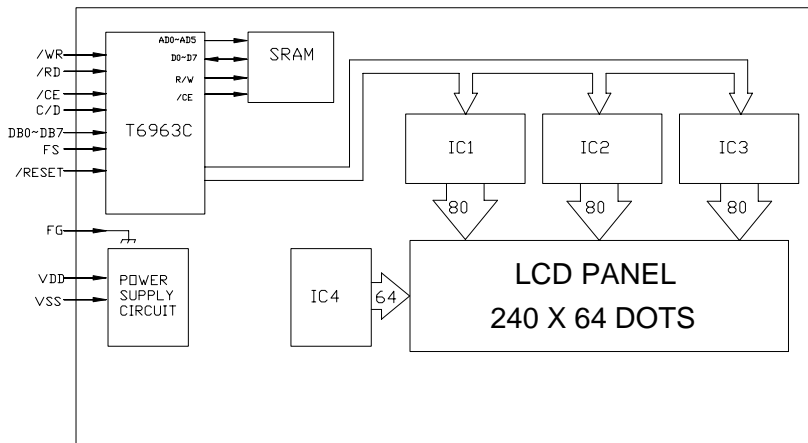 /WR
/RD
/CE
C/D
DB0~DB7
FS
/RESET
FG
VDD
VSS
T6963C
AD0~AD5
D0~D7
R/W
/CE
SRAM
IC1
IC2
IC3
80
80
80
POWER
SUPPLY
CIRCUIT
IC4
64
LCD PANEL
240 X 64 DOTS